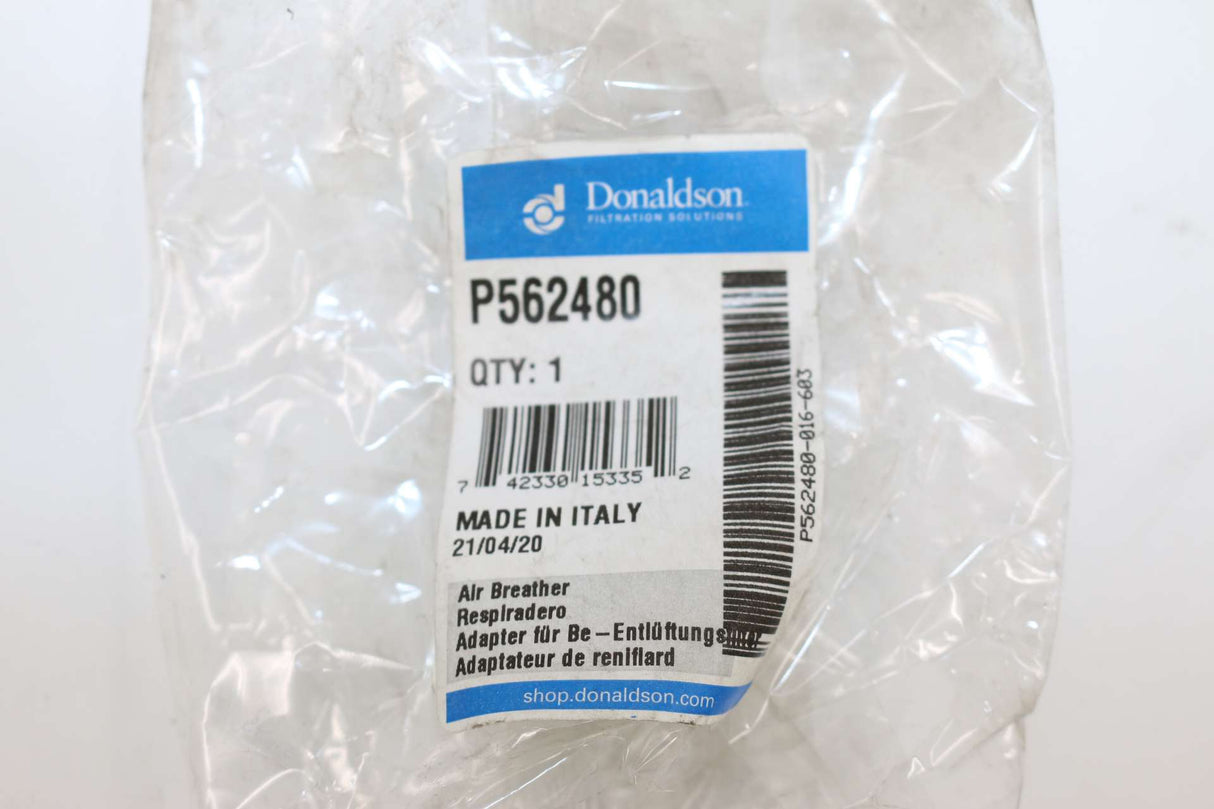 Donaldson
FILTRATION SOLUTIONS
P562480
QTY: 1
7 42330 15335 2
MADE IN ITALY
21/04/20
Air Breather
Respiradero
Adapter für Be-Entlüftungs
Adaptateur de reniflard
shop.donaldson.com
P562480-016-603